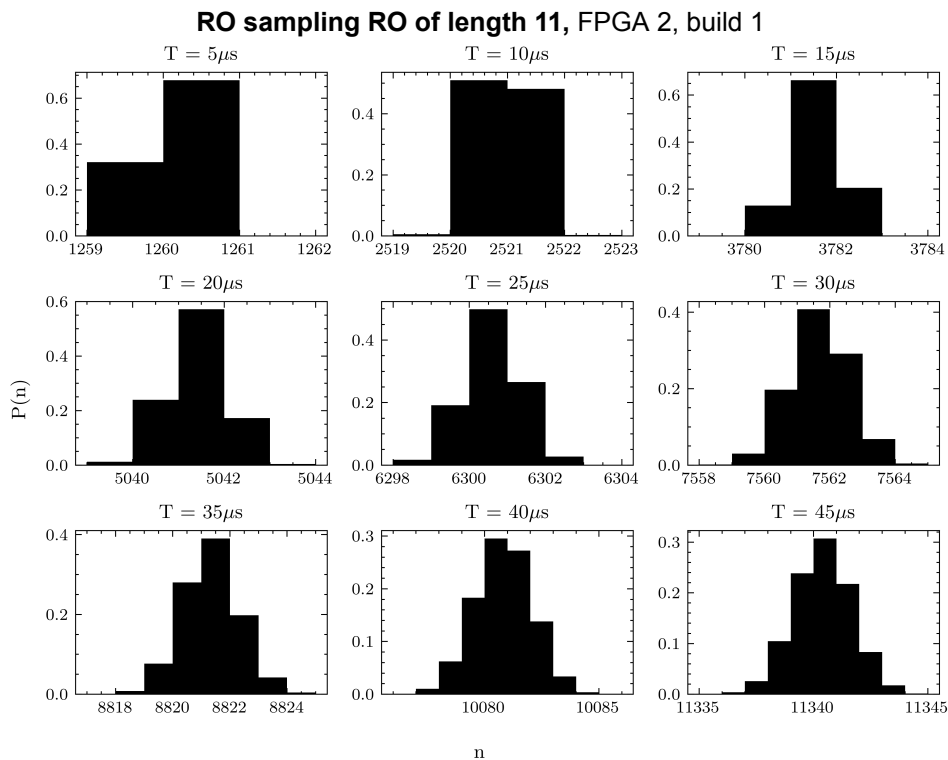 RO sampling RO of length 11, FPGA 2, build 1
T = 5μs
0.6
0.4
0.2
0.0
1259 1260 1261 1262
T = 10μs
0.4
0.2
0.0
2519 2520 2521 2522 2523
T = 15μs
0.6
0.4
0.2
0.0
3780 3782 3784
T = 20μs
0.6
0.4
0.2
0.0
5040 5042 5044
T = 25μs
0.4
0.2
0.0
6298 6300 6302 6304
T = 30μs
0.4
0.2
0.0
7558 7560 7562 7564
P(n)
T = 35μs
0.4
0.2
0.0
8818 8820 8822 8824
T = 40μs
0.3
0.2
0.1
0.0
10080 10085
T = 45μs
0.3
0.2
0.1
0.0
11335 11340 11345
n